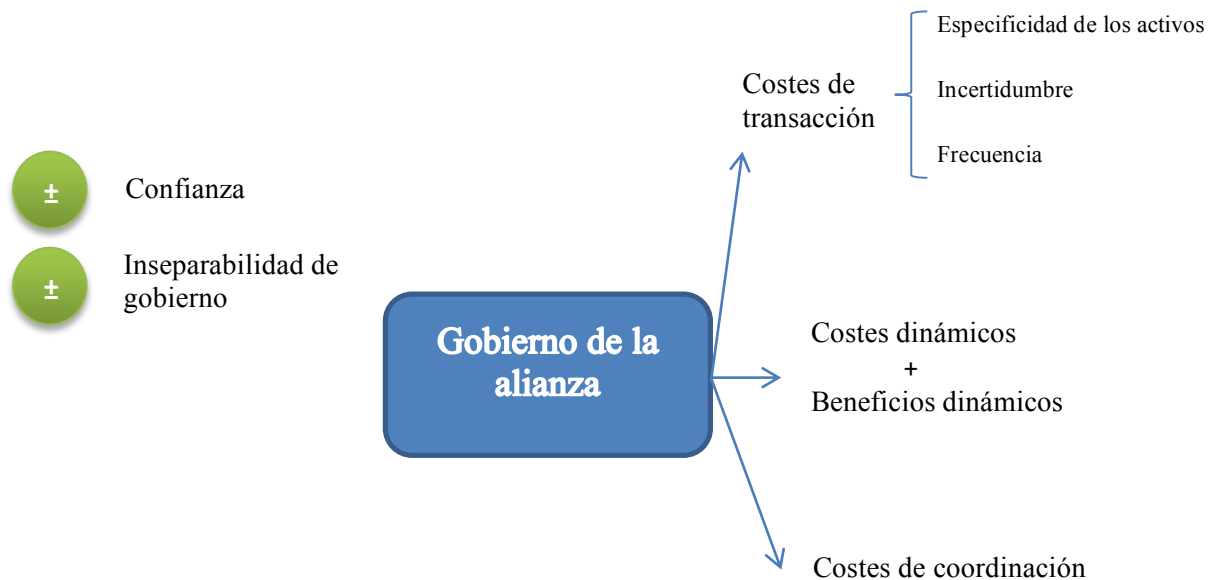 ±
Confianza
±
Inseparabilidad de
gobierno
Gobierno de la
alianza
Costes de
transacción
Especificidad de los activos
Incertidumbre
Frecuencia
Costes dinámicos
+
Beneficios dinámicos
Costes de coordinación